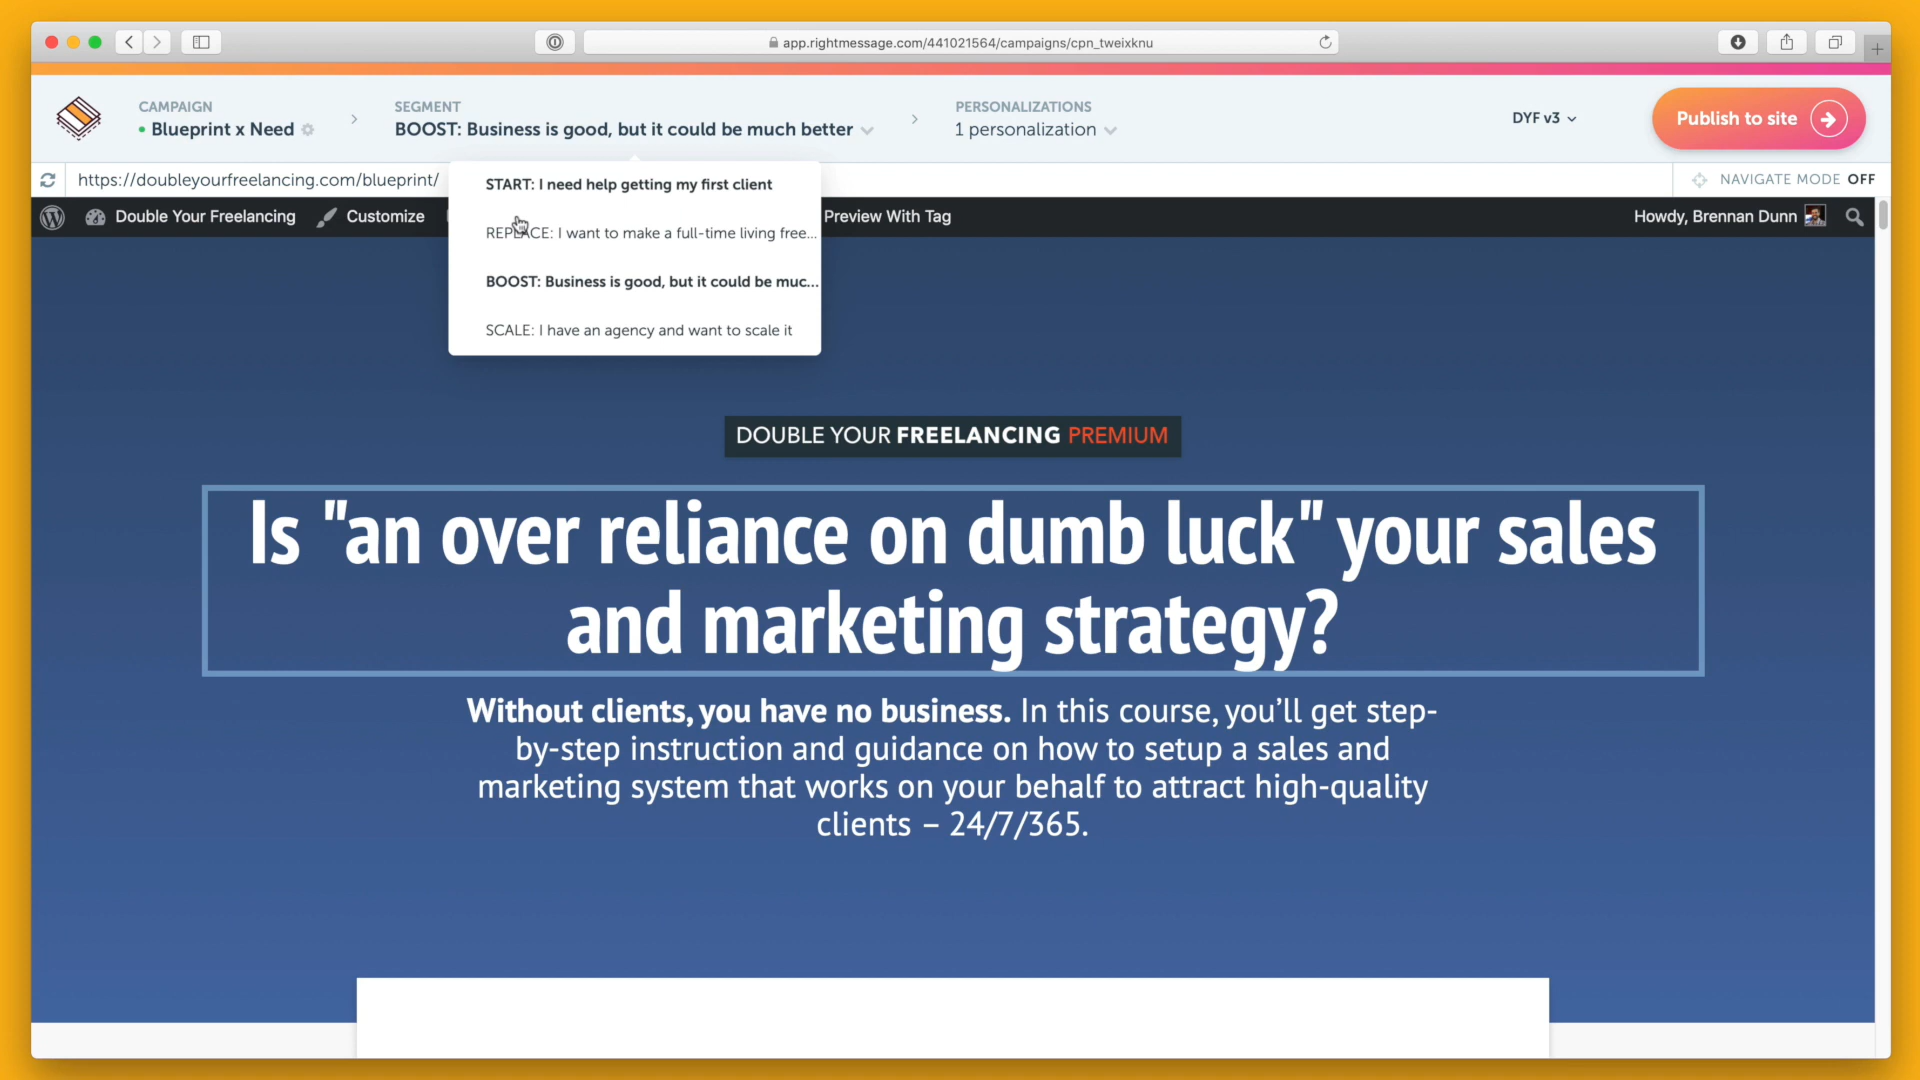 app.rightmessage.com/441021564/campaigns/cpn_tweixknu
CAMPAIGN
Blueprint x Need
SEGMENT
BOOST: Business is good, but it could be much better
PERSONALIZATIONS
1 personalization
DYF v3
Publish to site
https://doubleyourfreelancing.com/blueprint/
NAVIGATE MODE OFF
START: I need help getting my first client
REPLACE: I want to make a full-time living free...
BOOST: Business is good, but it could be muc...
SCALE: I have an agency and want to scale it
Double Your Freelancing
Customize
Preview With Tag
Howdy, Brennan Dunn
DOUBLE YOUR FREELANCING PREMIUM
Is "an over reliance on dumb luck" your sales
and marketing strategy?
Without clients, you have no business. In this course, you’ll get step-
by-step instruction and guidance on how to setup a sales and
marketing system that works on your behalf to attract high-quality
clients – 24/7/365.